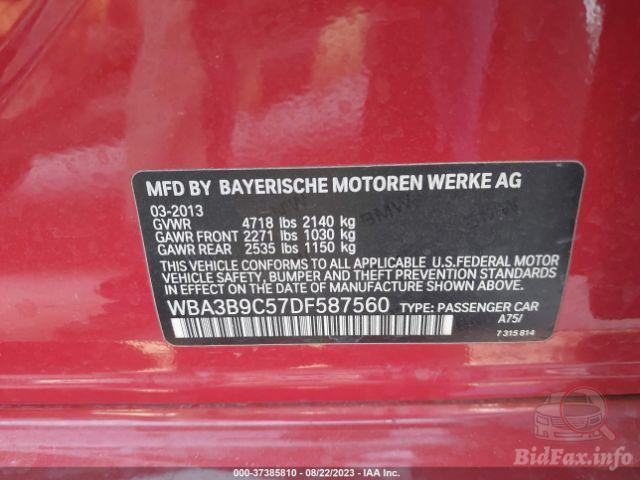 MFD BY BAYERISCHE MOTOREN WERKE AG
03-2013
GVWR 4718 lbs 2140 kg
GAWR FRONT 2271 lbs 1030 kg
GAWR REAR 2535 lbs 1150 kg
THIS VEHICLE CONFORMS TO ALL APPLICABLE U.S.FEDERAL MOTOR
VEHICLE SAFETY, BUMPER AND THEFT PREVENTION STANDARDS
IN EFFECT ON THE DATE OF MANUFACTURE SHOWN ABOVE.
WBA3B9C57DF587560 TYPE: PASSENGER CAR
A75/
7 315 814
BidFax.info
000-37385810 - 08/22/2023 - IAA Inc.